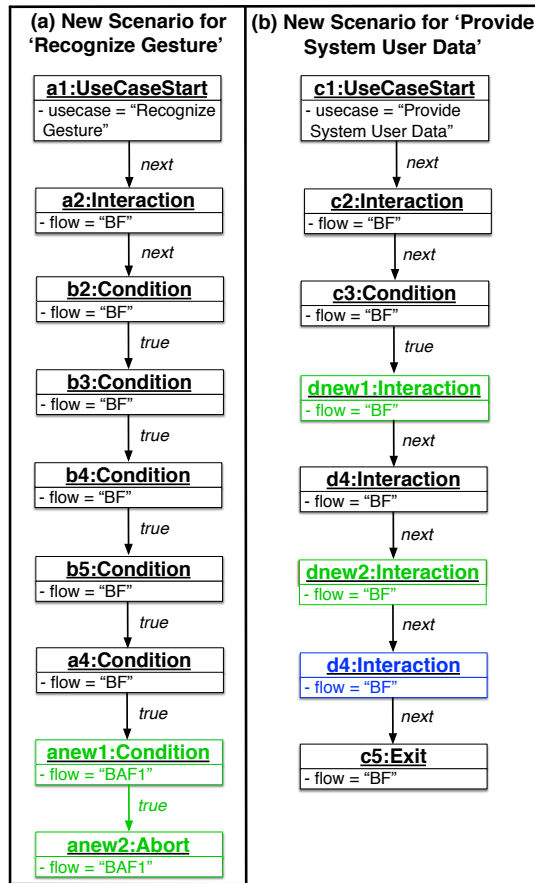 (a) New Scenario for
‘Recognize Gesture’
a1:UseCaseStart
- usecase = “Recognize
Gesture”
next
a2:Interaction
- flow = “BF”
next
b2:Condition
- flow = “BF”
true
b3:Condition
- flow = “BF”
true
b4:Condition
- flow = “BF”
true
b5:Condition
- flow = “BF”
true
a4:Condition
- flow = “BF”
true
anew1:Condition
- flow = “BAF1”
true
anew2:Abort
- flow = “BAF1”
(b) New Scenario for ‘Provide
System User Data’
c1:UseCaseStart
- usecase = “Provide
System User Data”
next
c2:Interaction
- flow = “BF”
next
c3:Condition
- flow = “BF”
true
dnew1:Interaction
- flow = “BF”
next
d4:Interaction
- flow = “BF”
next
dnew2:Interaction
- flow = “BF”
next
d4:Interaction
- flow = “BF”
next
c5:Exit
- flow = “BF”